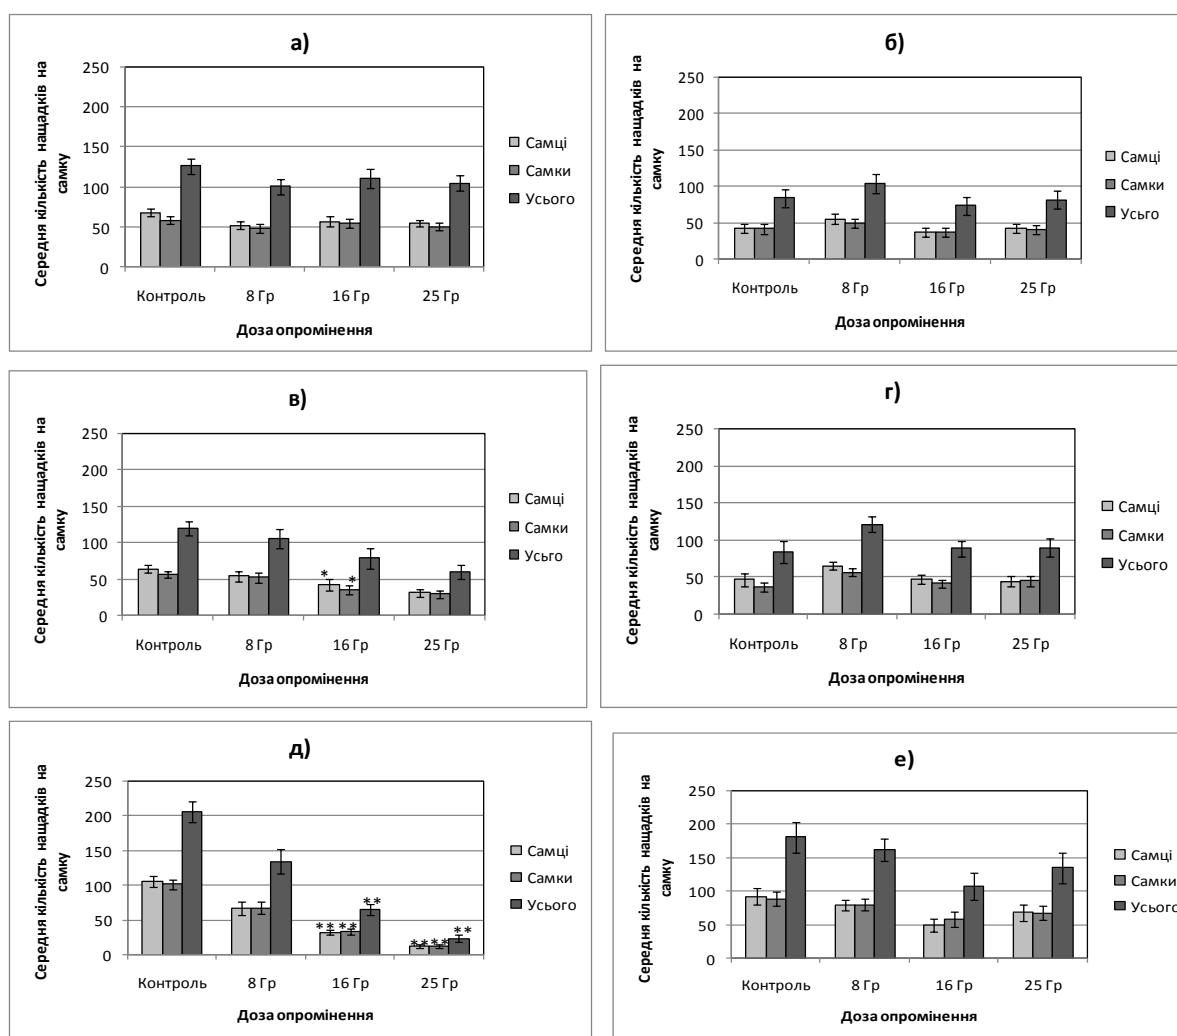 а)
Середня кількість нащадків на
самку
250
200
150
100
50
0
Контроль
8 Гр
16 Гр
25 Гр
Доза опромінення
Самці
Самки
Усього
б)
Середня кількість нащадків на
самку
250
200
150
100
50
0
Контроль
8 Гр
16 Гр
25 Гр
Доза опромінення
Самці
Самки
Усьго
в)
Середня кількість нащадків на
самку
250
200
150
100
50
0
*
*
Контроль
8 Гр
16 Гр
25 Гр
Доза опромінення
Самці
Самки
Усьго
г)
Середня кількість нащадків на
самку
250
200
150
100
50
0
Контроль
8 Гр
16 Гр
25 Гр
Доза опромінення
Самці
Самки
Усьго
д)
Середня кількість нащадків на
самку
250
200
150
100
50
0
** ** **
**** **
Контроль
8 Гр
16 Гр
25 Гр
Доза опромінення
Самці
Самки
Усього
е)
Середня кількість нащадків на
самку
250
200
150
100
50
0
Контроль
8 Гр
16 Гр
25 Гр
Доза опромінення
Самці
Самки
Усього